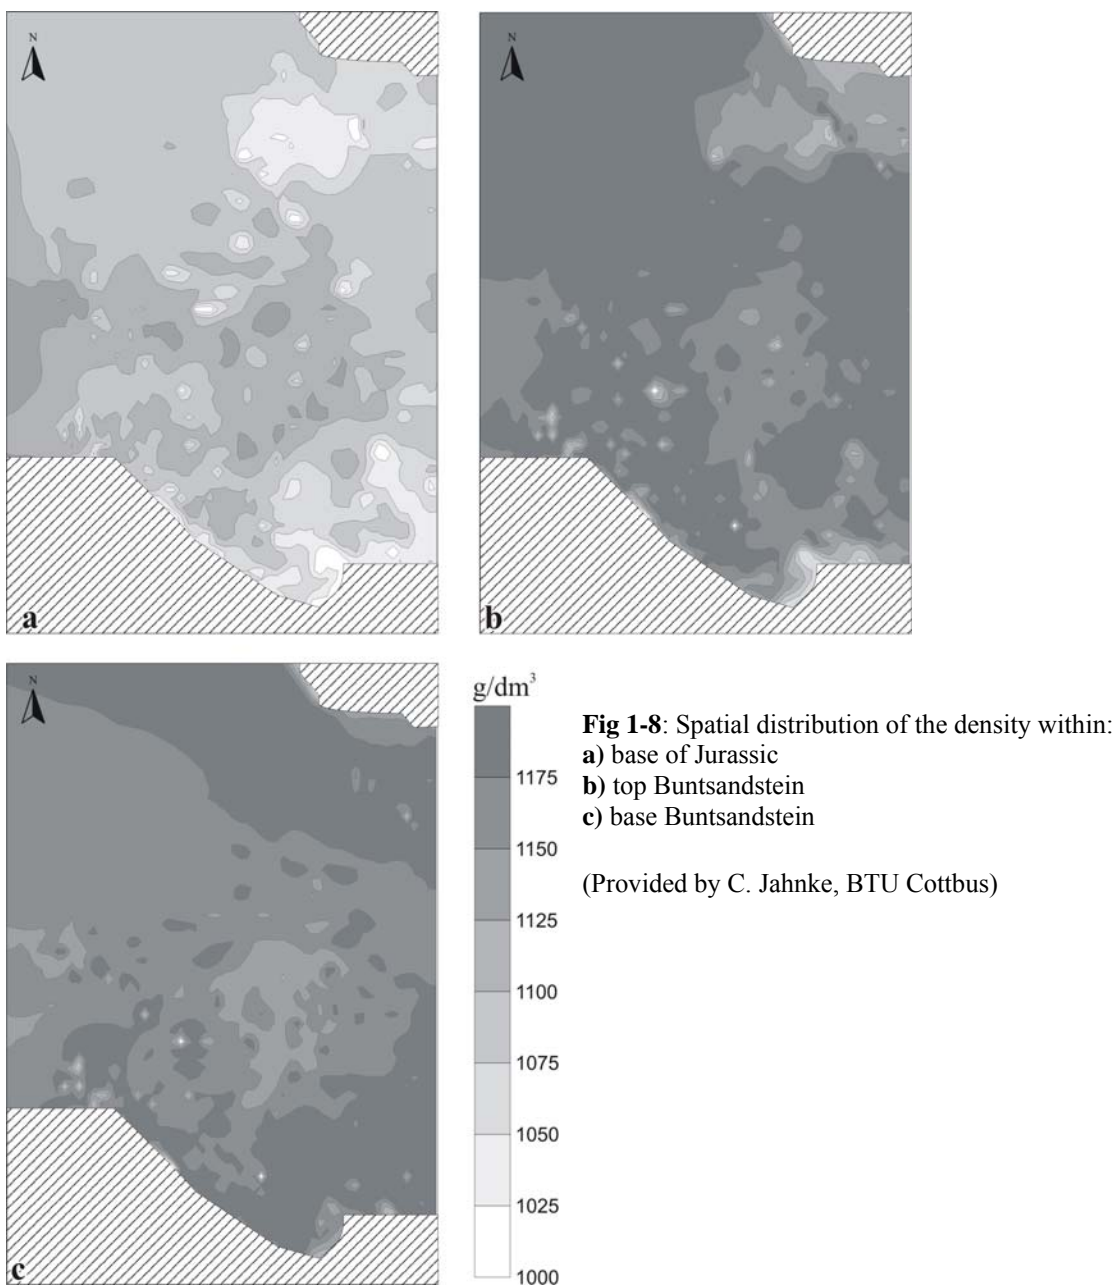 N
a
N
b
N
c
g/dm³
1175
1150
1125
1100
1075
1050
1025
1000
Fig 1-8: Spatial distribution of the density within:
a) base of Jurassic
b) top Buntsandstein
c) base Buntsandstein
(Provided by C. Jahnke, BTU Cottbus)